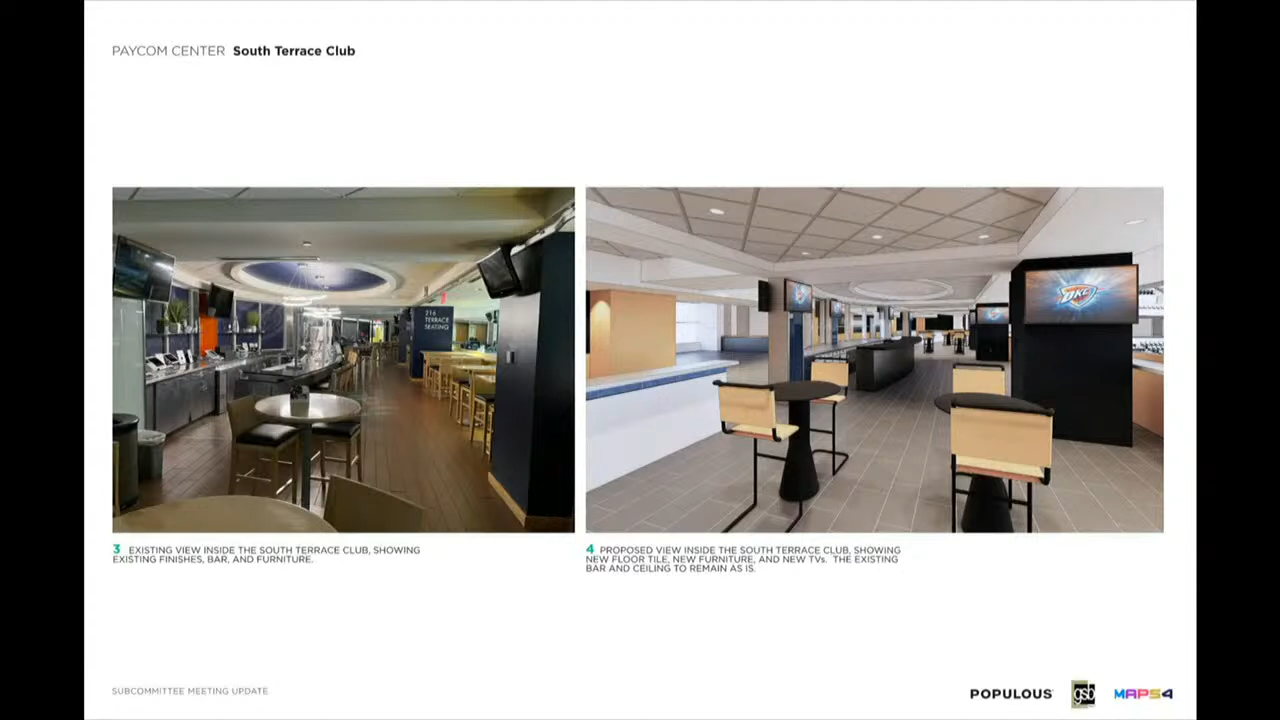 PAYCOM CENTER South Terrace Club
216
TERRACE
SEATING
OKC
3 EXISTING VIEW INSIDE THE SOUTH TERRACE CLUB, SHOWING
EXISTING FINISHES, BAR, AND FURNITURE.
4 PROPOSED VIEW INSIDE THE SOUTH TERRACE CLUB, SHOWING
NEW FLOOR TILE, NEW FURNITURE, AND NEW TVs. THE EXISTING
BAR AND CEILING TO REMAIN AS IS.
SUBCOMMITTEE MEETING UPDATE
POPULOUS gsb MAPS4